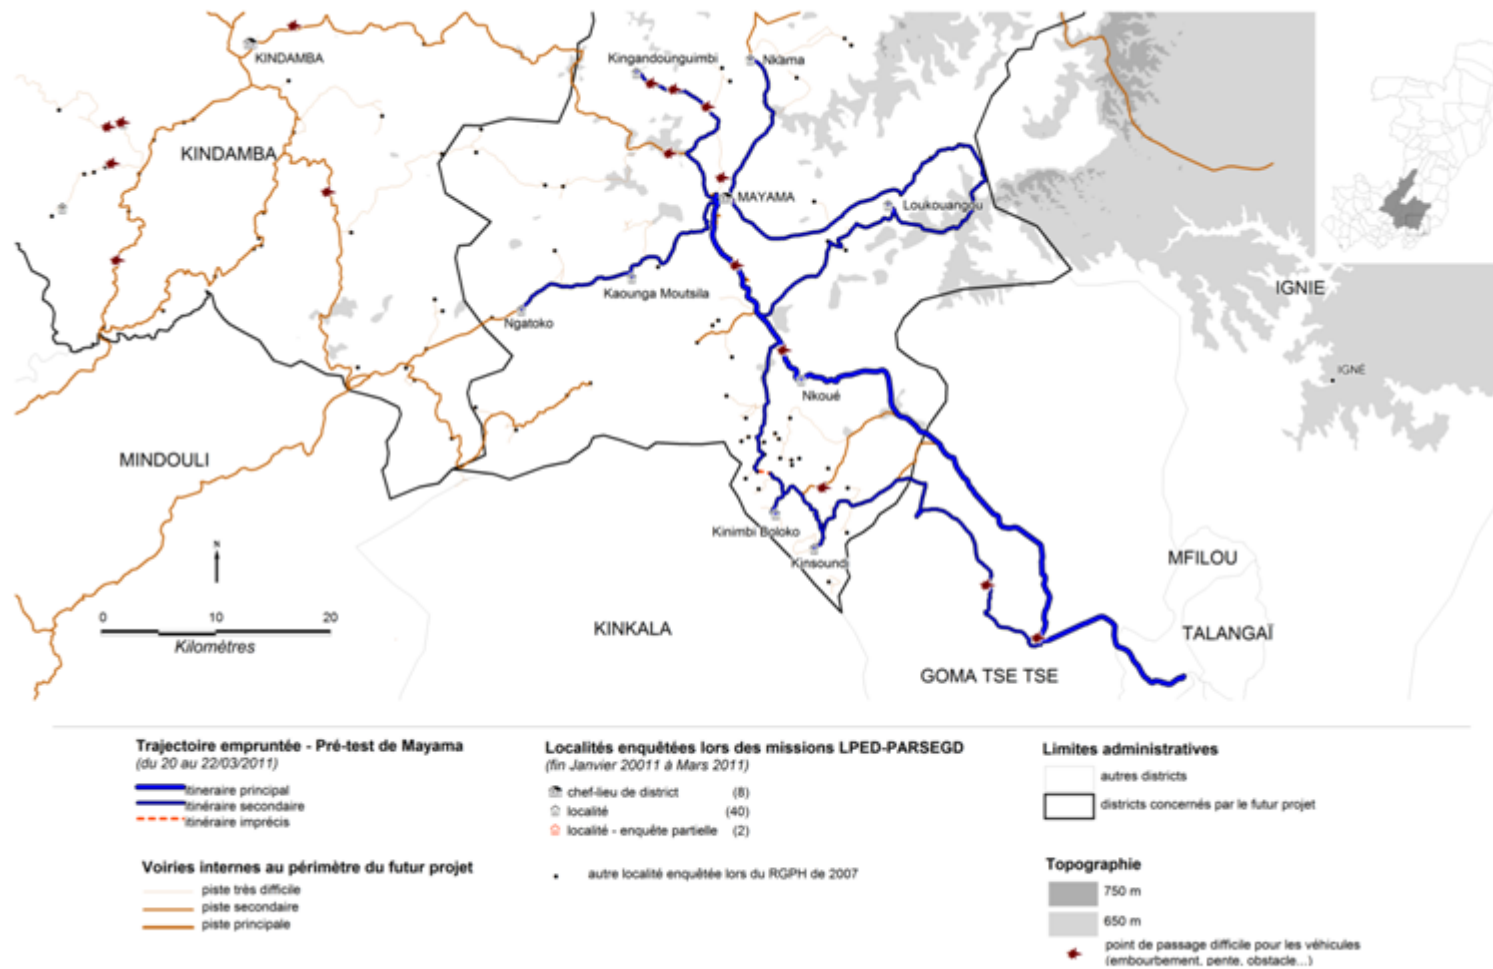 Kingandounguimbi
Nkama
KINDAMBA
KINDAMBA
MAYAMA
Loukouangou
Kaounga Moutsila
IGNIE
Ngatoko
IGNÉ
Nkoué
MINDOULI
Kinimbi Boloko
N
Kinsoundi
MFILOU
0 10 20
KINKALA
TALANGAÏ
Kilomètres
GOMA TSE TSE
Trajectoire empruntée - Pré-test de Mayama
(du 20 au 22/03/2011)
Itineraire principal
Itinéraire secondaire
Itinéraire imprécis
Voiries internes au périmètre du futur projet
piste très difficile
piste secondaire
piste principale
Localités enquêtées lors des missions LPED-PARSEGD
(fin Janvier 20011 à Mars 2011)
chef-lieu de district (8)
localité (40)
localité - enquête partielle (2)
autre localité enquêtée lors du RGPH de 2007
Limites administratives
autres districts
districts concernés par le futur projet
Topographie
750 m
650 m
point de passage difficile pour les véhicules
(embourbement, pente, obstacle...)